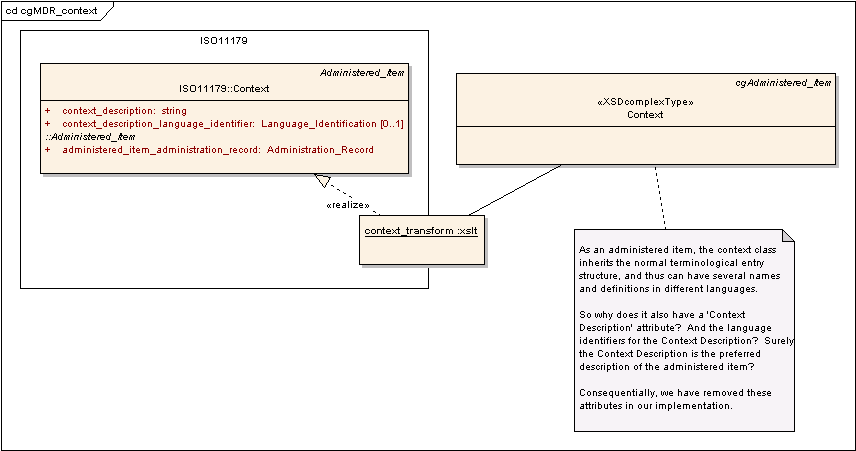 cd cgMDR_context
ISO11179
Administered_Item
ISO11179::Context
+ context_description: string
+ context_description_language_identifier: Language_Identification [0..1]
::Administered_Item
+ administered_item_administration_record: Administration_Record
cgAdministered_Item
«XSDcomplexType»
Context
«realize»
context_transform :xslt
As an administered item, the context class
inherits the normal terminological entry
structure, and thus can have several names
and definitions in different languages.
So why does it also have a 'Context
Description' attribute? And the language
identifiers for the Context Description? Surely
the Context Description is the preferred
description of the administered item?
Consequentially, we have removed these
attributes in our implementation.